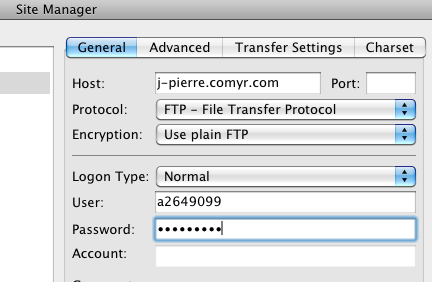 Site Manager
General Advanced Transfer Settings Charset
Host: j-pierre.comyr.com Port:
Protocol: FTP - File Transfer Protocol
Encryption: Use plain FTP
Logon Type: Normal
User: a2649099
Password: •••••••••
Account: